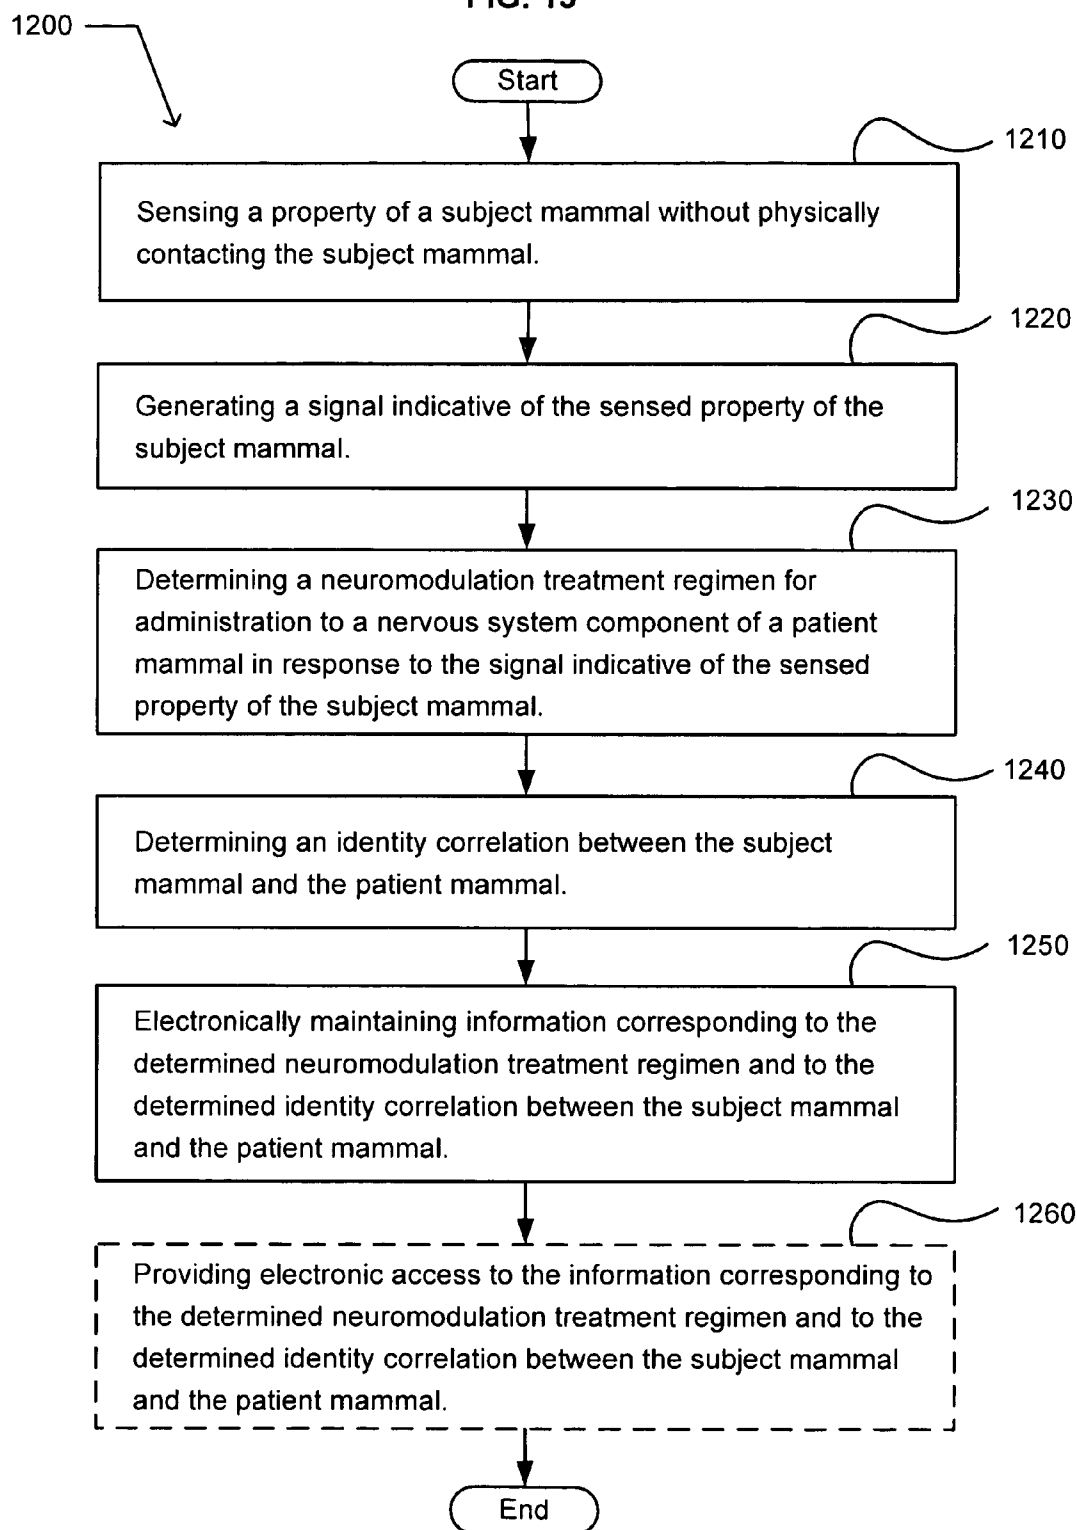 1200
Start
1210
Sensing a property of a subject mammal without physically
contacting the subject mammal.
1220
Generating a signal indicative of the sensed property of the
subject mammal.
1230
Determining a neuromodulation treatment regimen for
administration to a nervous system component of a patient
mammal in response to the signal indicative of the sensed
property of the subject mammal.
1240
Determining an identity correlation between the subject
mammal and the patient mammal.
1250
Electronically maintaining information corresponding to the
determined neuromodulation treatment regimen and to the
determined identity correlation between the subject mammal
and the patient mammal.
1260
Providing electronic access to the information corresponding to
the determined neuromodulation treatment regimen and to the
determined identity correlation between the subject mammal
and the patient mammal.
End